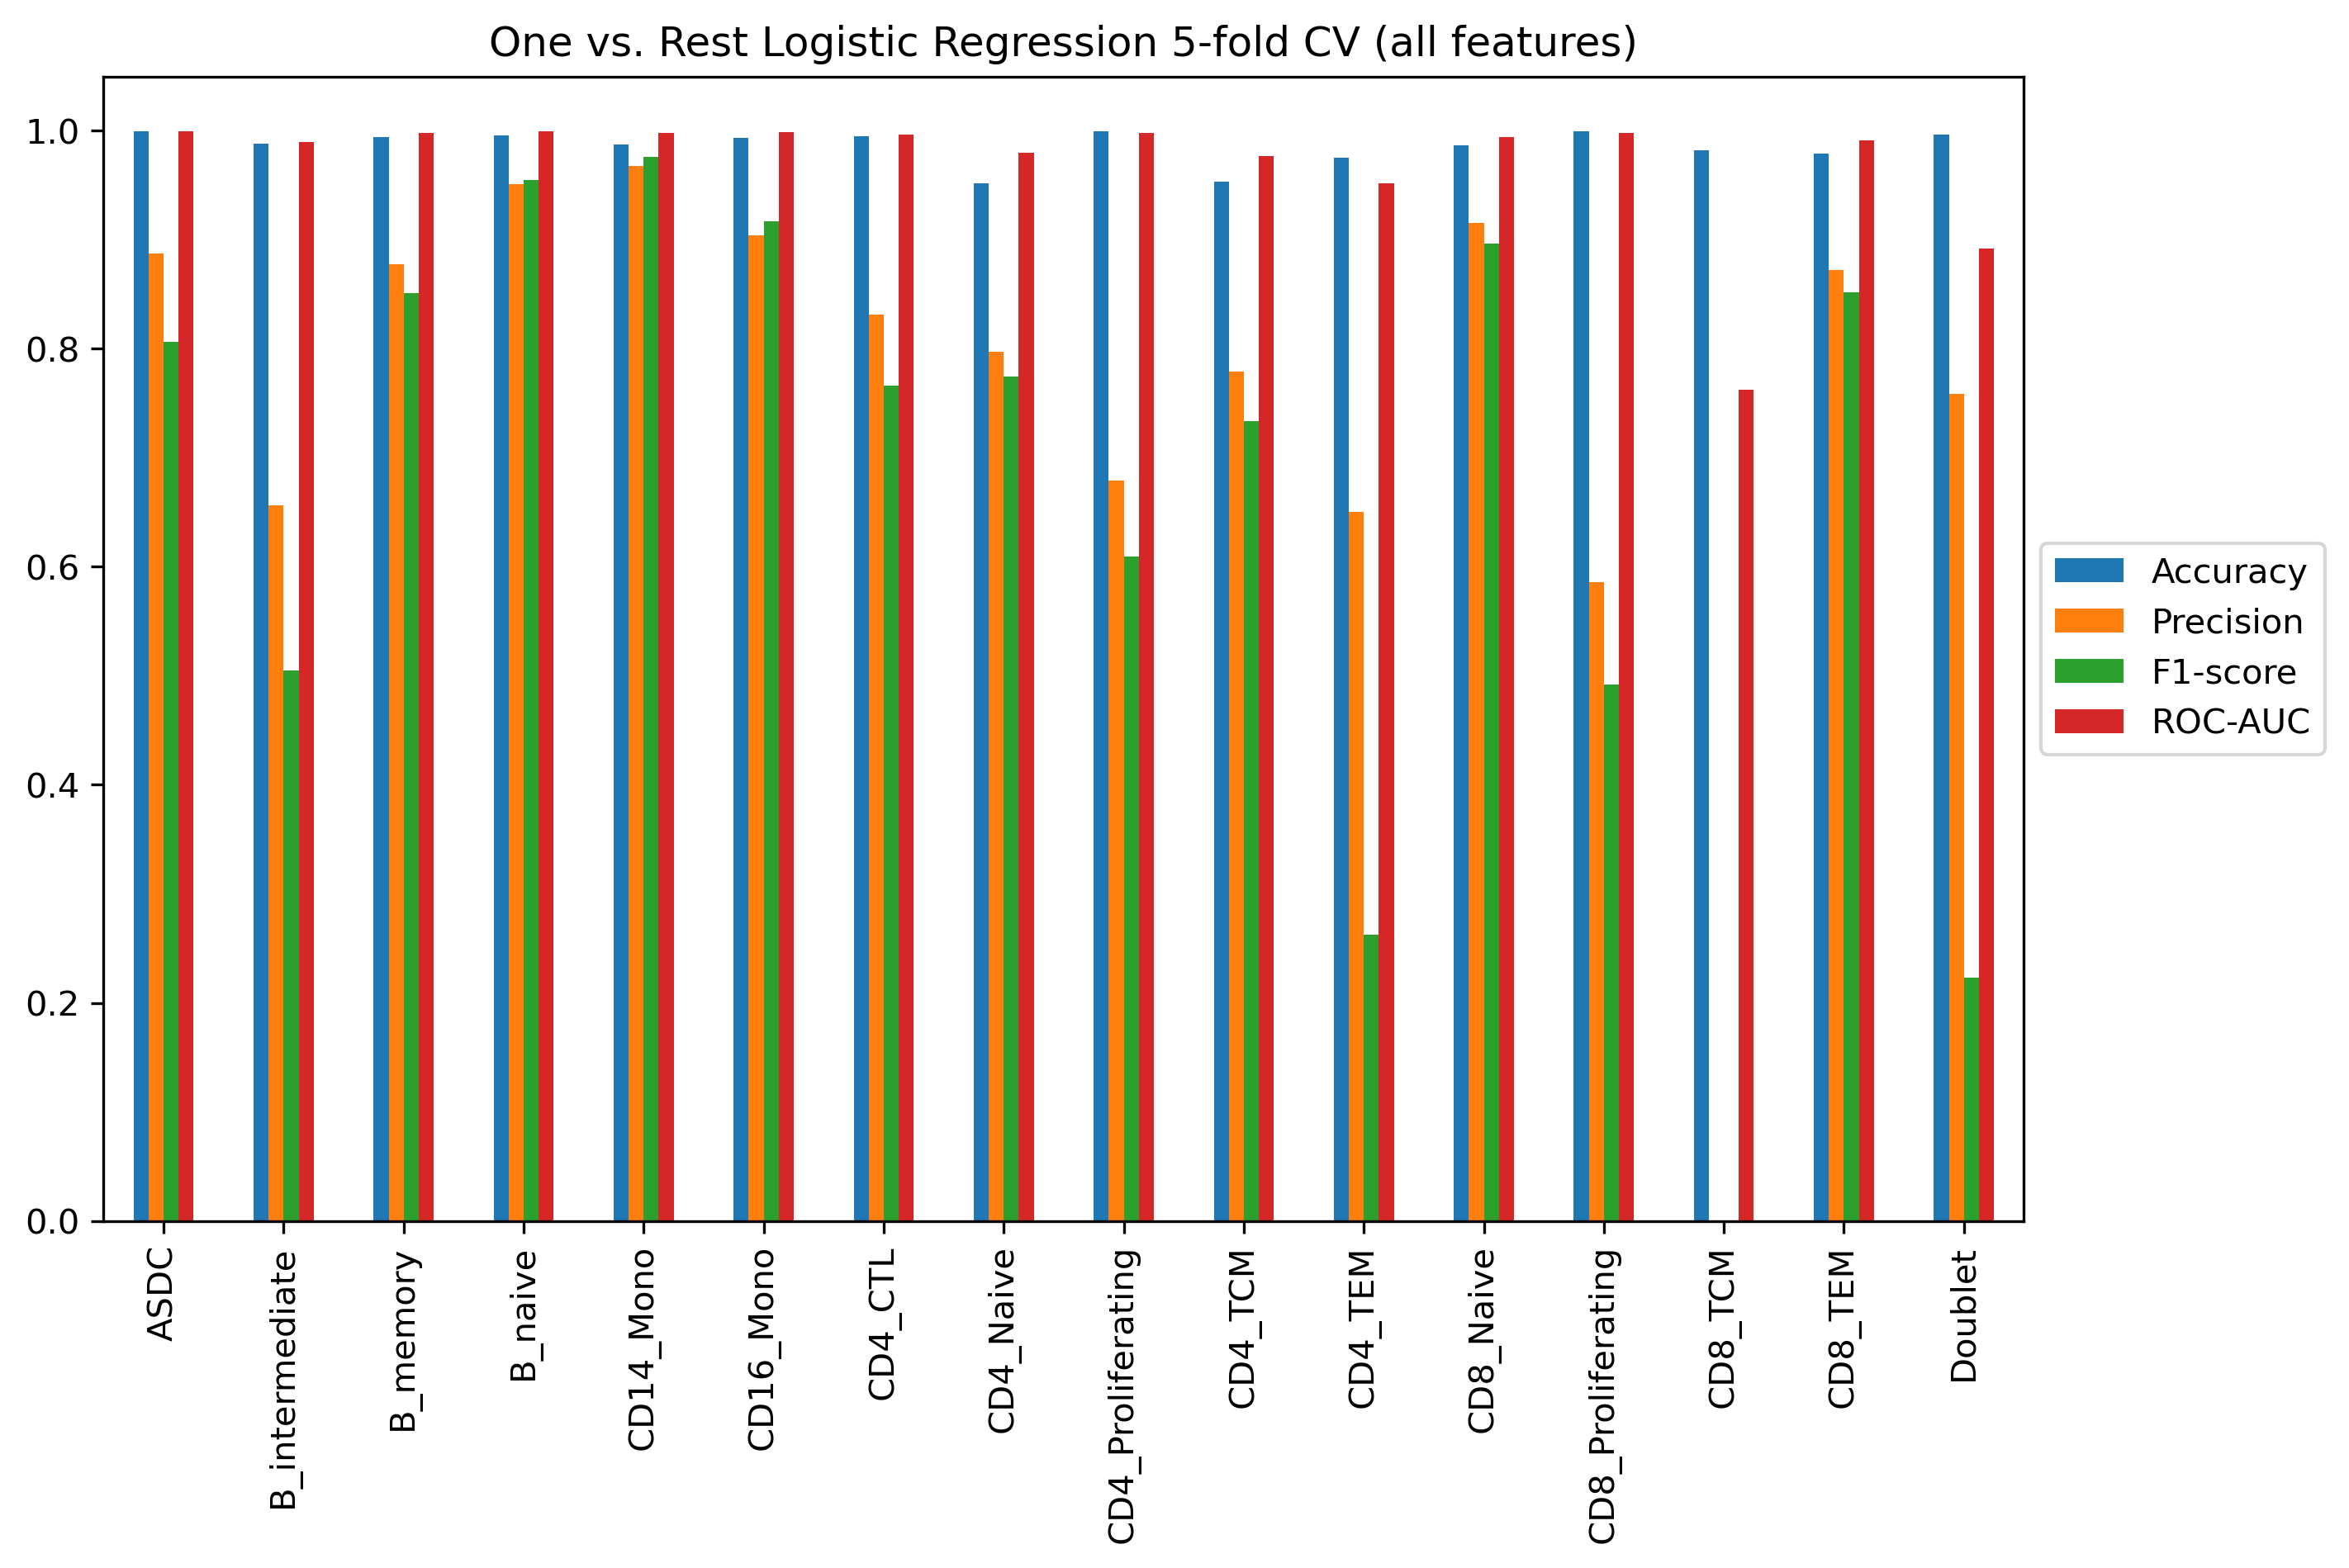 One vs. Rest Logistic Regression 5-fold CV (all features)
1.0
0.8
0.6
0.4
0.2
0.0
ASDC
B_intermediate
B_memory
B_naive
CD14_Mono
CD16_Mono
CD4_CTL
CD4_Naive
CD4_Proliferating
CD4_TCM
CD4_TEM
CD8_Naive
CD8_Proliferating
CD8_TCM
CD8_TEM
Doublet
Accuracy
Precision
F1-score
ROC-AUC